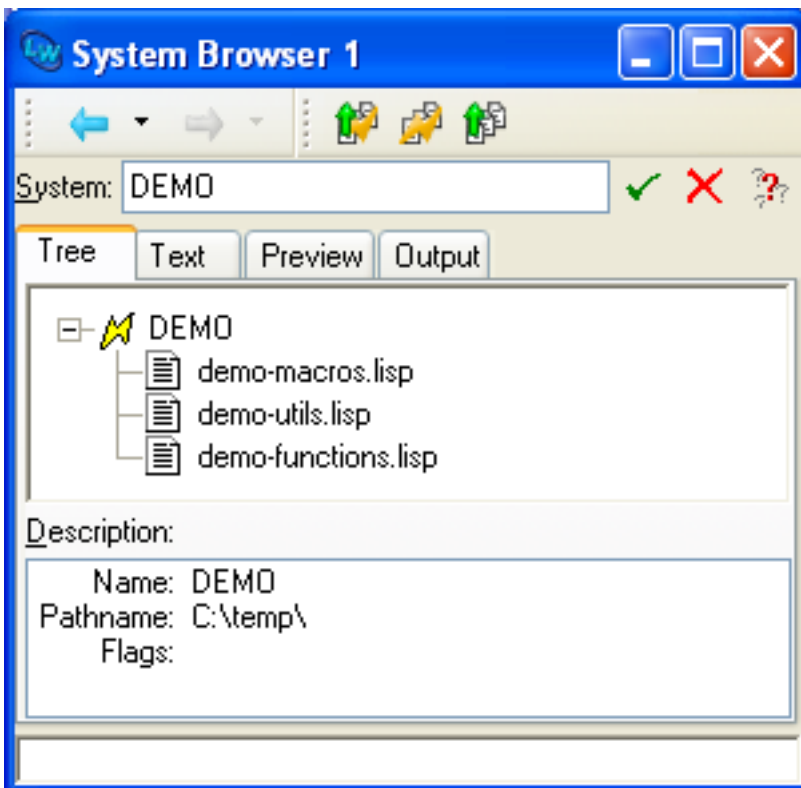 System Browser 1
System: DEMO
Tree Text Preview Output
DEMO
demo-macros.lisp
demo-utils.lisp
demo-functions.lisp
Description:
Name: DEMO
Pathname: C:\temp\
Flags: